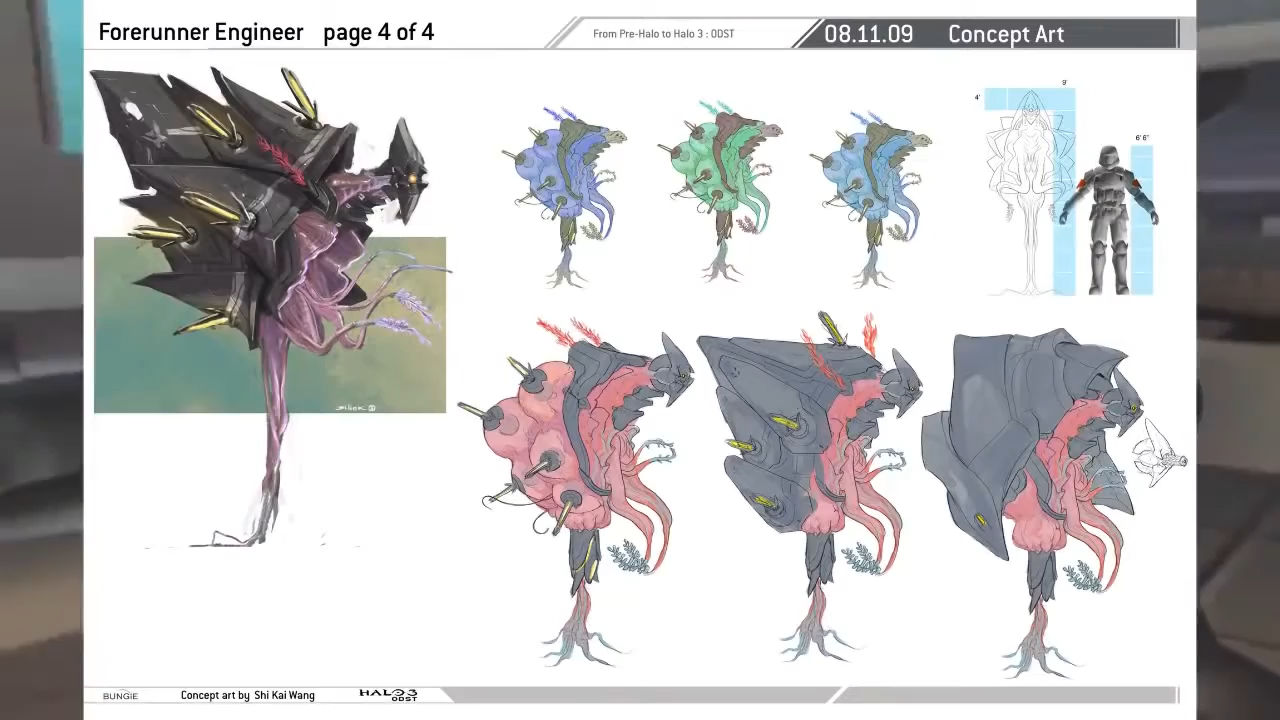 Forerunner Engineer page 4 of 4
From Pre-Halo to Halo 3 : ODST
08.11.09 Concept Art
9'
4'
6' 6"
BUNGIE
Concept art by Shi Kai Wang
HALO 3
ODST